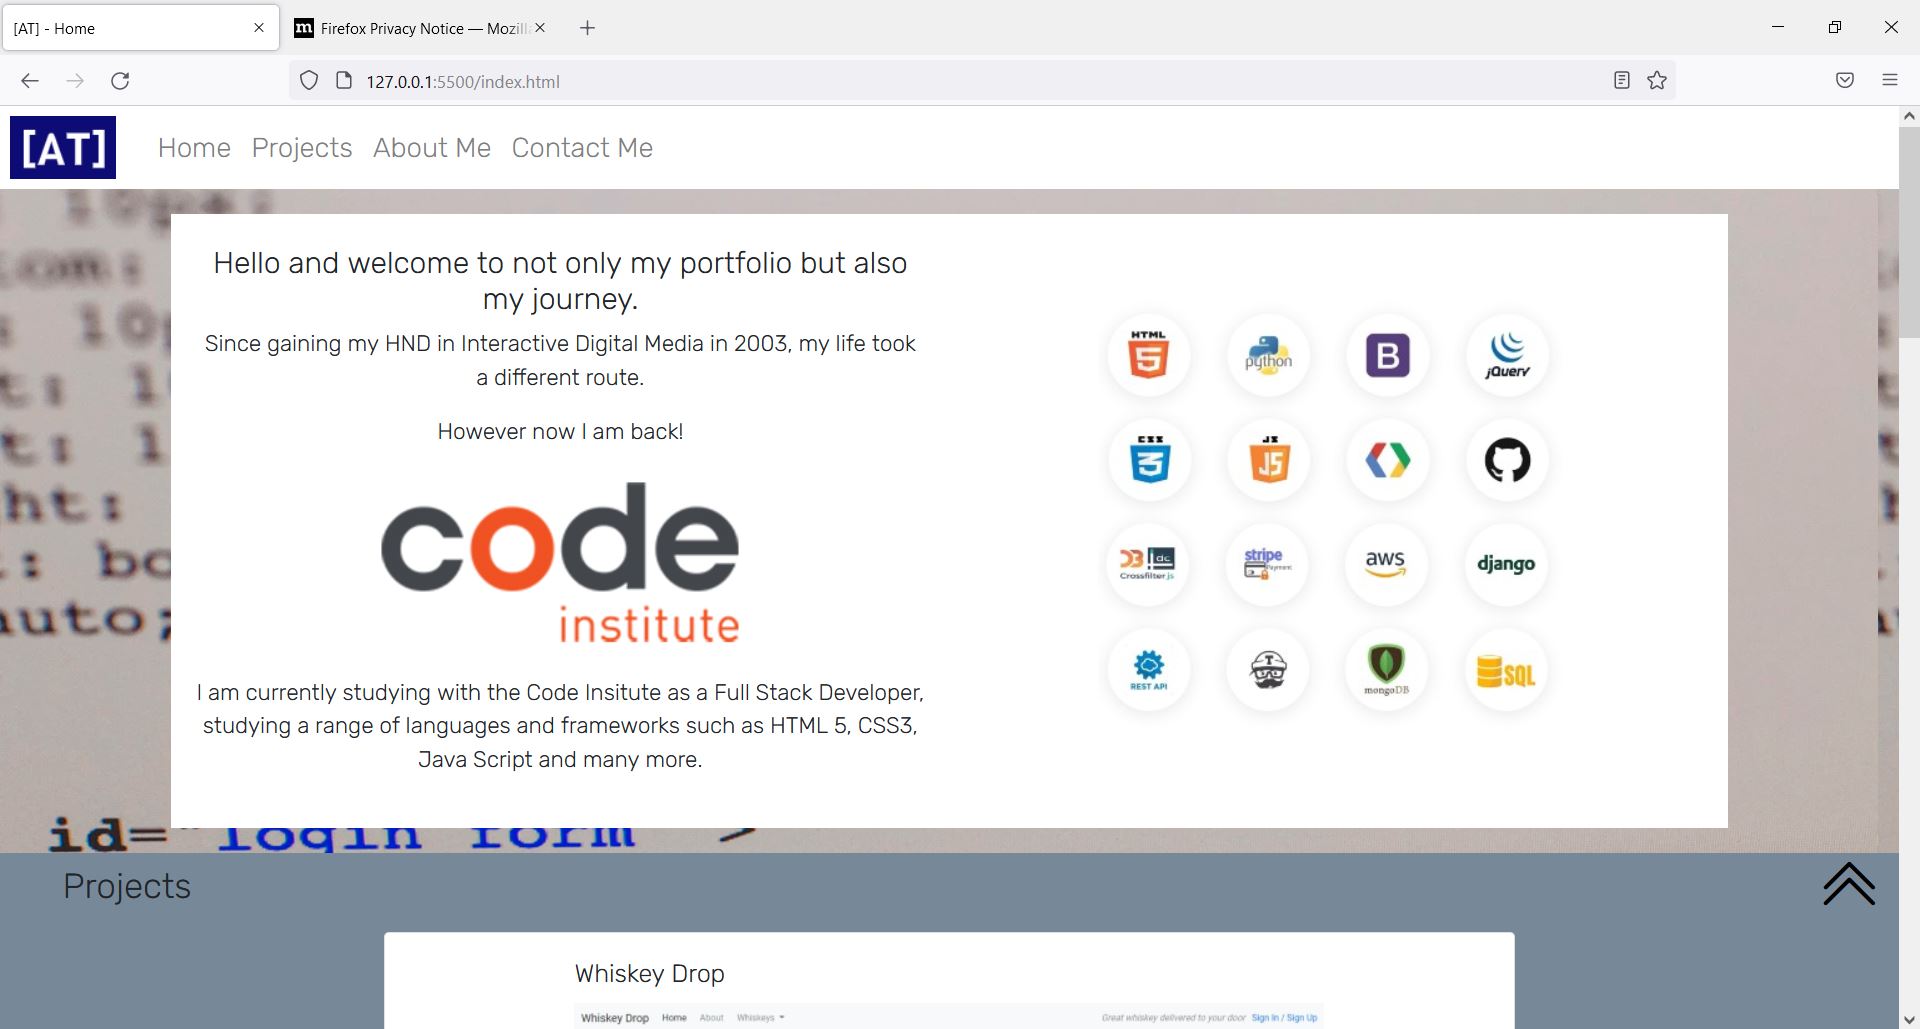 [AT] - Home
Firefox Privacy Notice — Mozill
127.0.0.1:5500/index.html
[AT]
Home
Projects
About Me
Contact Me
Hello and welcome to not only my portfolio but also
my journey.
Since gaining my HND in Interactive Digital Media in 2003, my life took
a different route.
However now I am back!
code
institute
I am currently studying with the Code Insitute as a Full Stack Developer,
studying a range of languages and frameworks such as HTML 5, CSS3,
Java Script and many more.
HTML
5
python
B
jQuery
CSS
3
JS
JS
D3
dc
Crossfilter.js
stripe
Payment
aws
django
REST API
T
mongoDB
SQL
id="login form" >
Projects
Whiskey Drop
Whiskey Drop Home About Whiskeys
Great whiskey delivered to your door Sign In / Sign Up